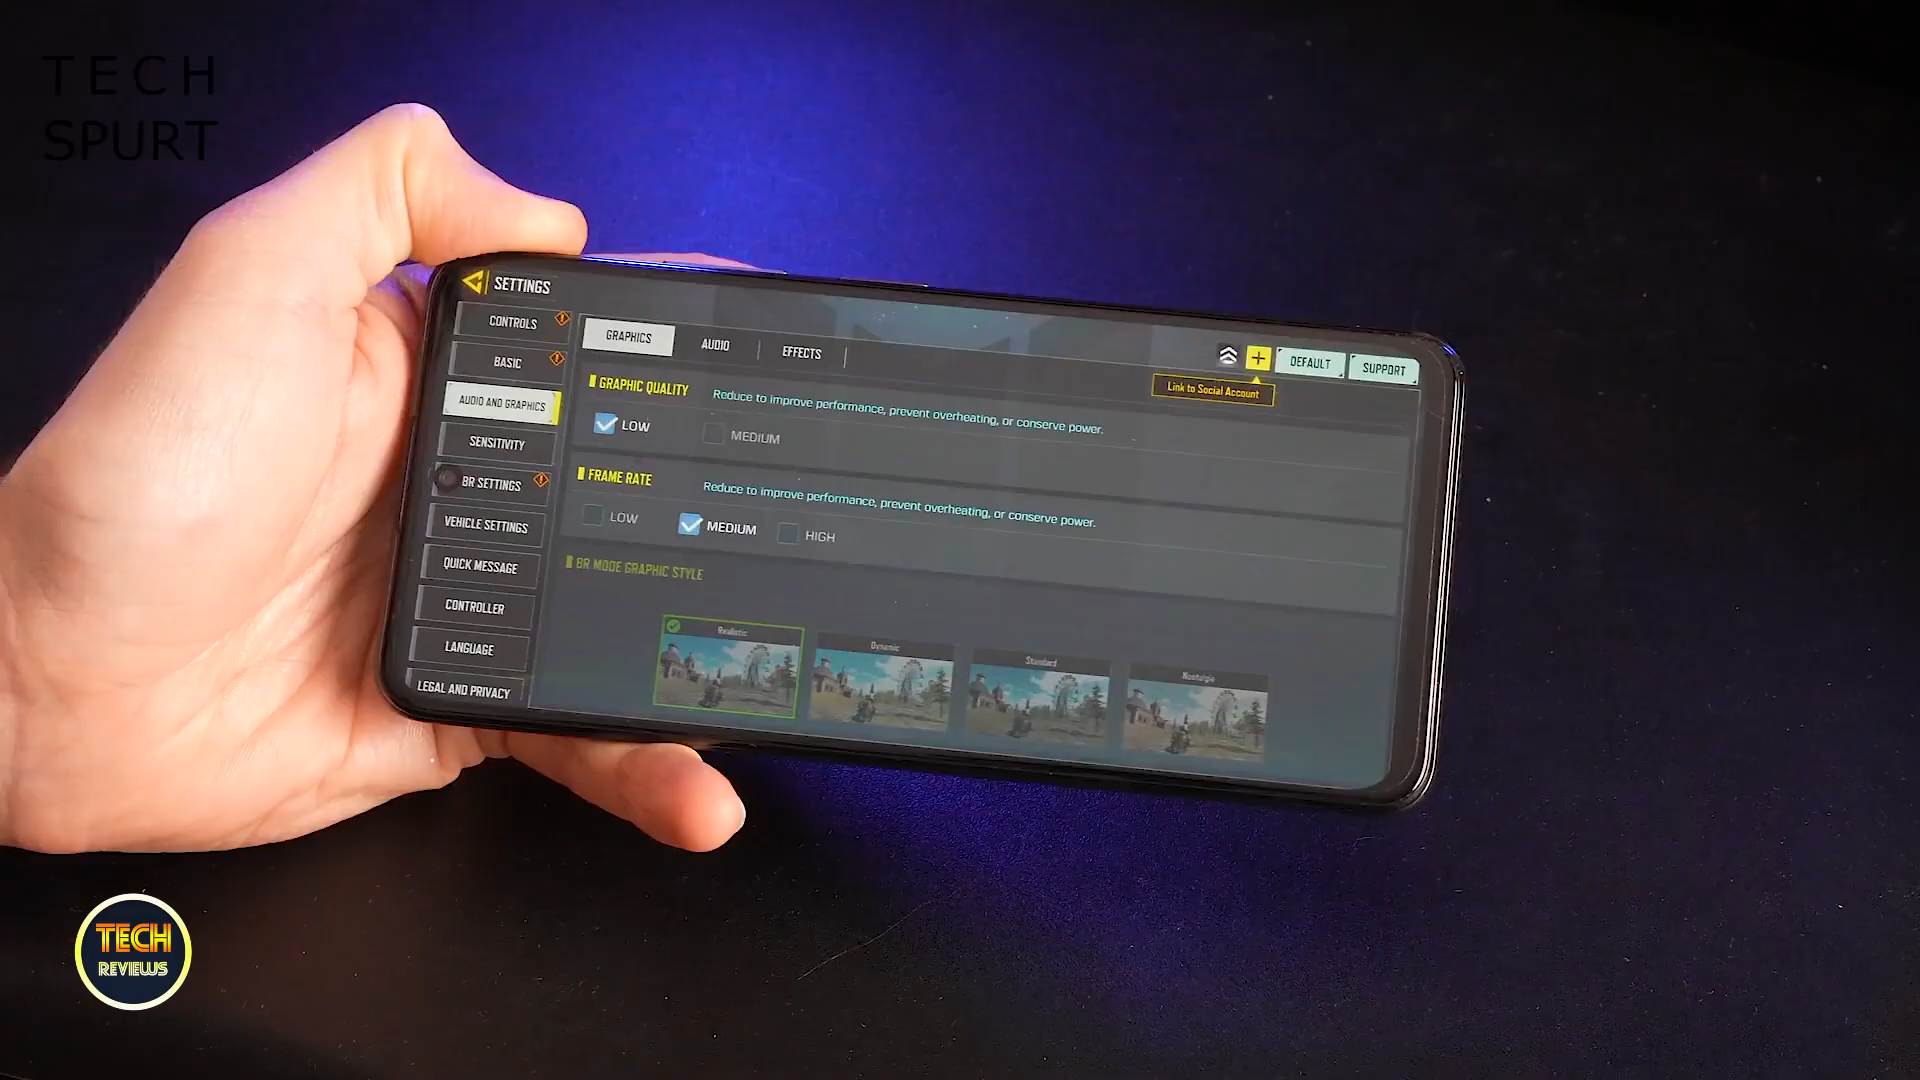 TECH
SPURT
SETTINGS
CONTROLS
BASIC
AUDIO AND GRAPHICS
SENSITIVITY
BR SETTINGS
VEHICLE SETTINGS
QUICK MESSAGE
CONTROLLER
LANGUAGE
LEGAL AND PRIVACY
GRAPHICS
AUDIO
EFFECTS
DEFAULT
SUPPORT
Link to Social Account
GRAPHIC QUALITY
Reduce to improve performance, prevent overheating, or conserve power.
LOW
MEDIUM
FRAME RATE
Reduce to improve performance, prevent overheating, or conserve power.
LOW
MEDIUM
HIGH
BR MODE GRAPHIC STYLE
Realistic
Dynamic
Standard
Nostalgic
TECH
REVIEWS